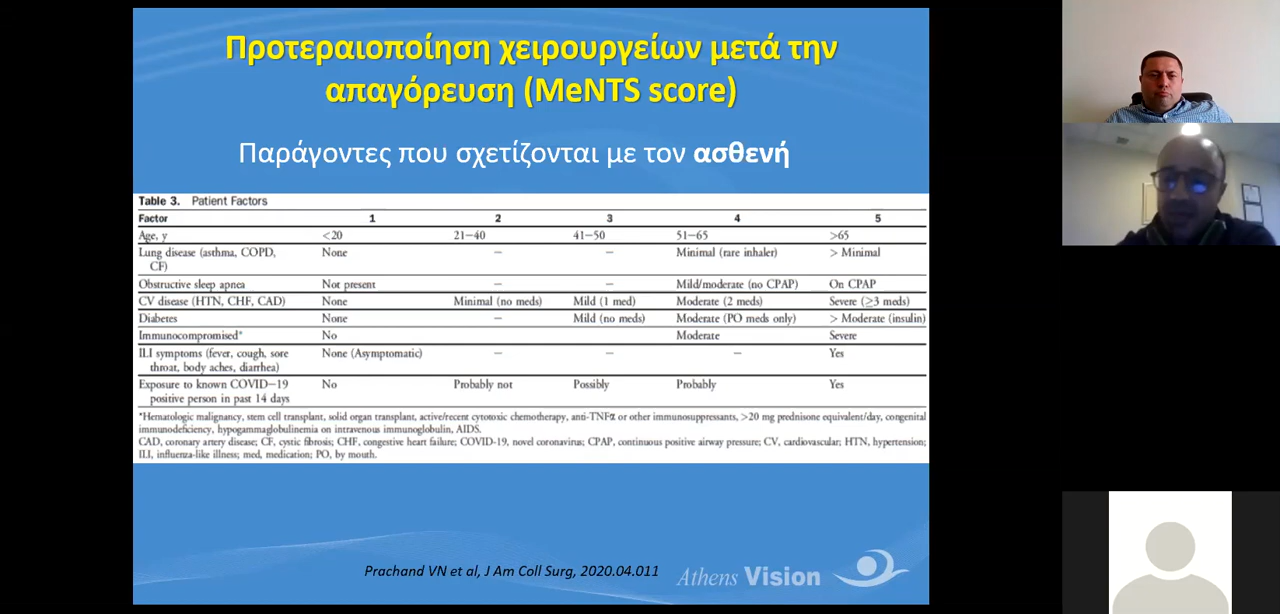 Προτεραιοποίηση χειρουργείων μετά την
απαγόρευση (MeNTS score)
Παράγοντες που σχετίζονται με τον ασθενή
Table 3. Patient Factors
Factor 1 2 3 4 5
Age, y <20 21–40 41–50 51–65 >65
Lung disease (asthma, COPD, None – – Minimal (rare inhaler) > Minimal
CF)
Obstructive sleep apnea Not present – – Mild/moderate (no CPAP) On CPAP
CV disease (HTN, CHF, CAD) None Minimal (no meds) Mild (1 med) Moderate (2 meds) Severe (≥3 meds)
Diabetes None – Mild (no meds) Moderate (PO meds only) > Moderate (insulin)
Immunocompromised* No Moderate Severe
ILI symptoms (fever, cough, sore None (Asymptomatic) – – – Yes
throat, body aches, diarrhea)
Exposure to known COVID–19 No Probably not Possibly Probably Yes
positive person in past 14 days
*Hematologic malignancy, stem cell transplant, solid organ transplant, active/recent cytotoxic chemotherapy, anti-TNFα or other immunosuppressants, >20 mg prednisone equivalent/day, congenital
immunodeficiency, hypogammaglobulinemia on intravenous immunoglobulin, AIDS.
CAD, coronary artery disease; CF, cystic fibrosis; CHF, congestive heart failure; COVID-19, novel coronavirus; CPAP, continuous positive airway pressure; CV, cardiovascular; HTN, hypertension;
ILI, influenza-like illness; med, medication; PO, by mouth.
Prachand VN et al, J Am Coll Surg, 2020.04.011
Athens Vision